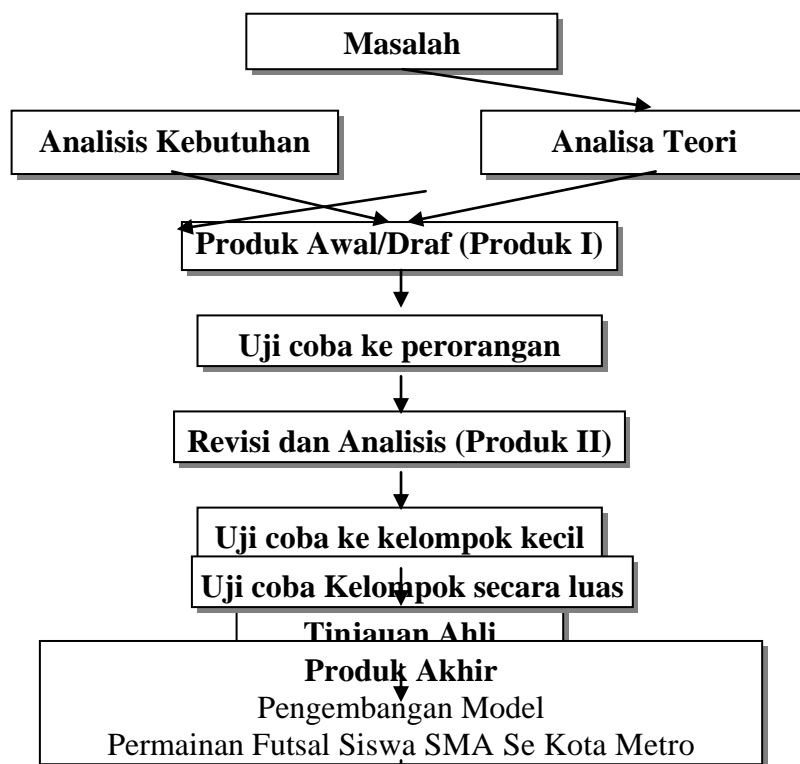 Masalah
Analisis Kebutuhan
Analisa Teori
Produk Awal/Draf (Produk I)
Uji coba ke perorangan
Revisi dan Analisis (Produk II)
Uji coba ke kelompok kecil
Uji coba Kelompok secara luas
Tinjauan Ahli
Produk Akhir
Pengembangan Model
Permainan Futsal Siswa SMA Se Kota Metro